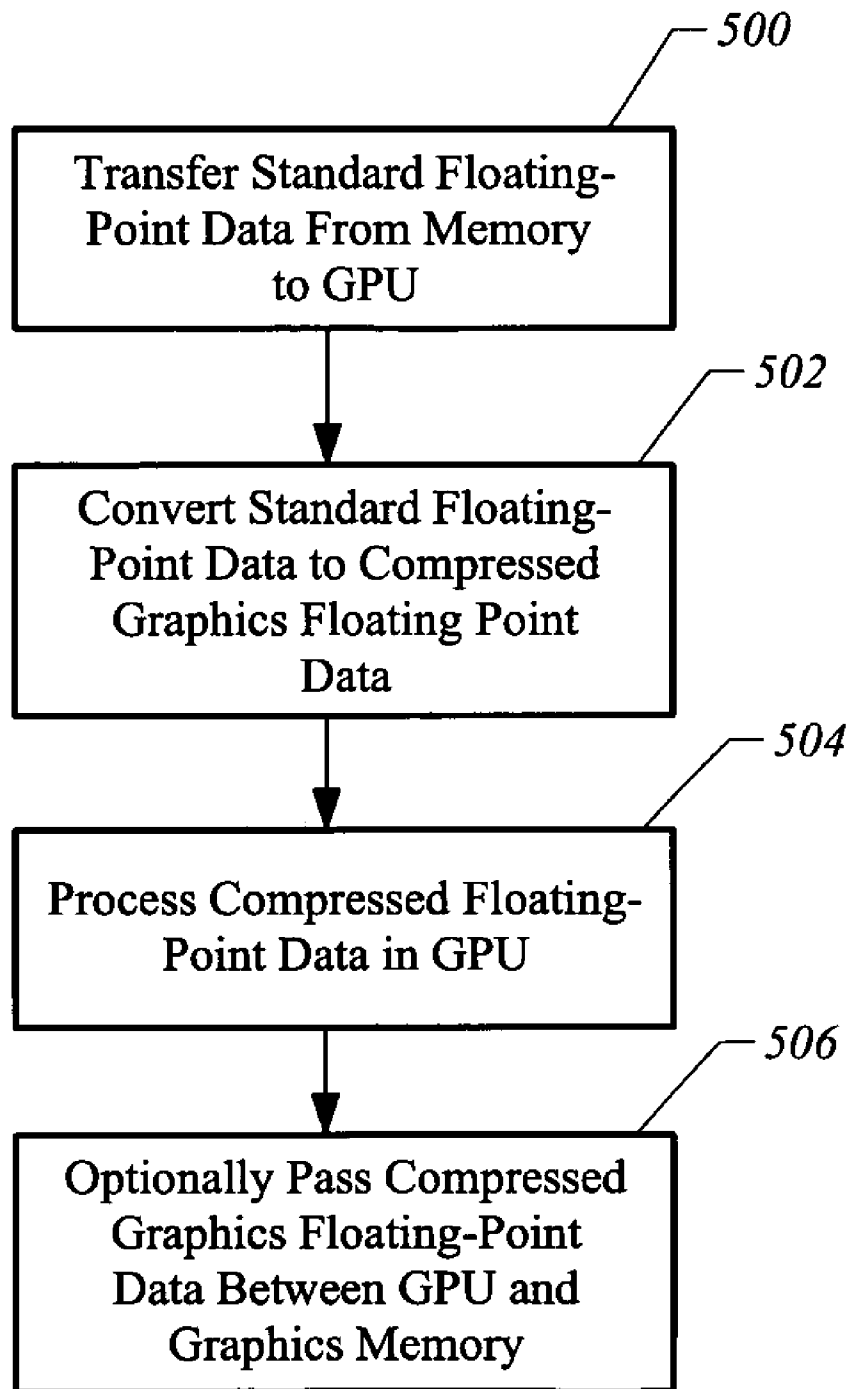 500
Transfer Standard Floating-
Point Data From Memory
to GPU
502
Convert Standard Floating-
Point Data to Compressed
Graphics Floating Point
Data
504
Process Compressed Floating-
Point Data in GPU
506
Optionally Pass Compressed
Graphics Floating-Point
Data Between GPU and
Graphics Memory